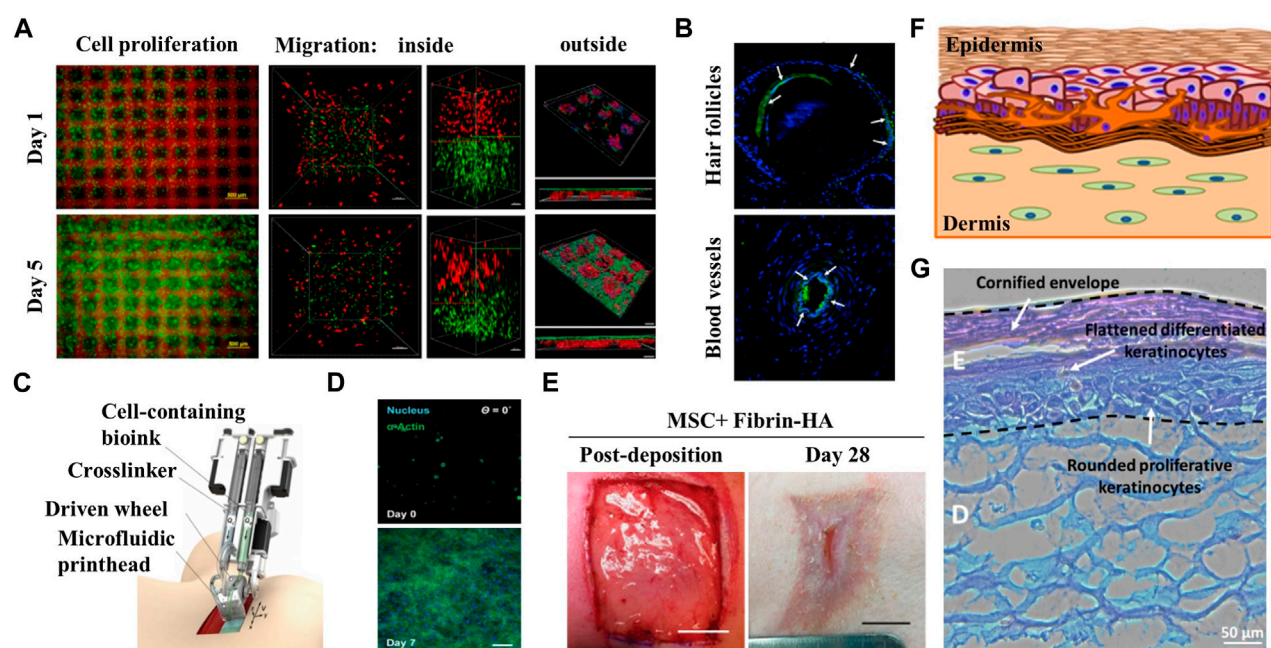 A
Cell proliferation
Migration: inside
outside
Day 1
500 μm
Day 5
500 μm
B
Hair follicles
Blood vessels
C
Cell-containing
bioink
Crosslinker
Driven wheel
Microfluidic
printhead
D
Nucleus
α-Actin
Θ = 0°
Day 0
Day 7
E
MSC+ Fibrin-HA
Post-deposition
Day 28
F
Epidermis
Dermis
G
Cornified envelope
Flattened differentiated
keratinocytes
E
Rounded proliferative
keratinocytes
D
50 μm